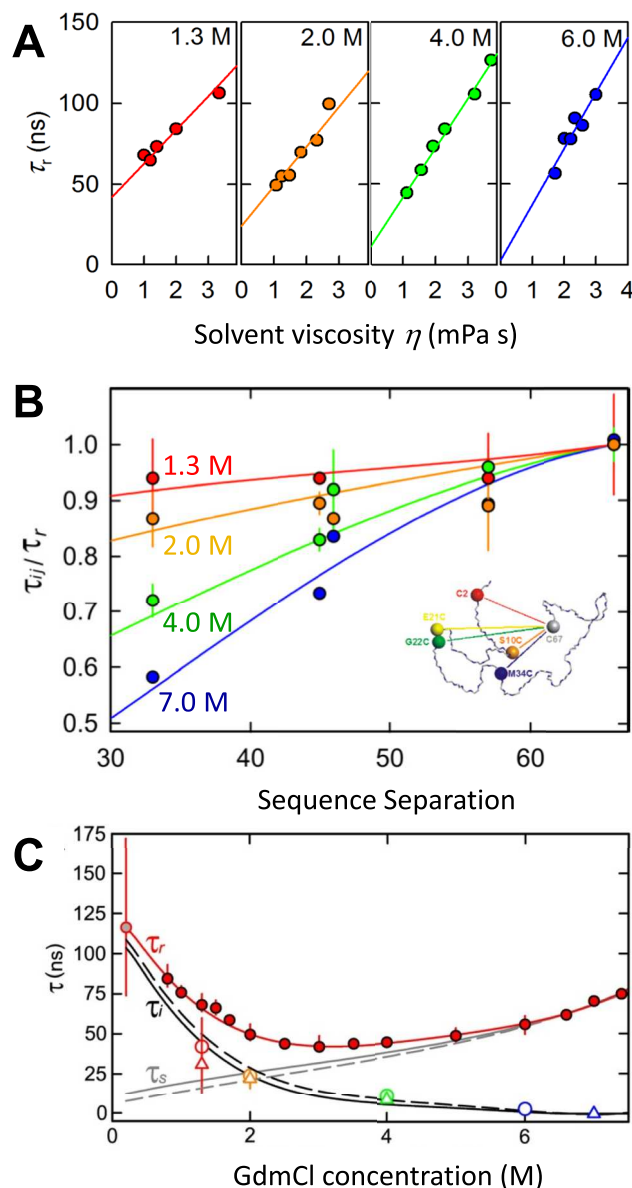 A
1.3 M 2.0 M 4.0 M 6.0 M
150
100
50
0
τr (ns)
0 1 2 3 0 1 2 3 0 1 2 3 0 1 2 3 4
Solvent viscosity η (mPa s)
B
1.0
0.9
0.8
0.7
0.6
0.5
τij/τr
1.3 M
2.0 M
4.0 M
7.0 M
C2
E21C
G22C
S10C
C67
M34C
30 40 50 60
Sequence Separation
C
175
150
125
100
75
50
25
0
τ (ns)
τr
τi
τs
0 2 4 6
GdmCl concentration (M)